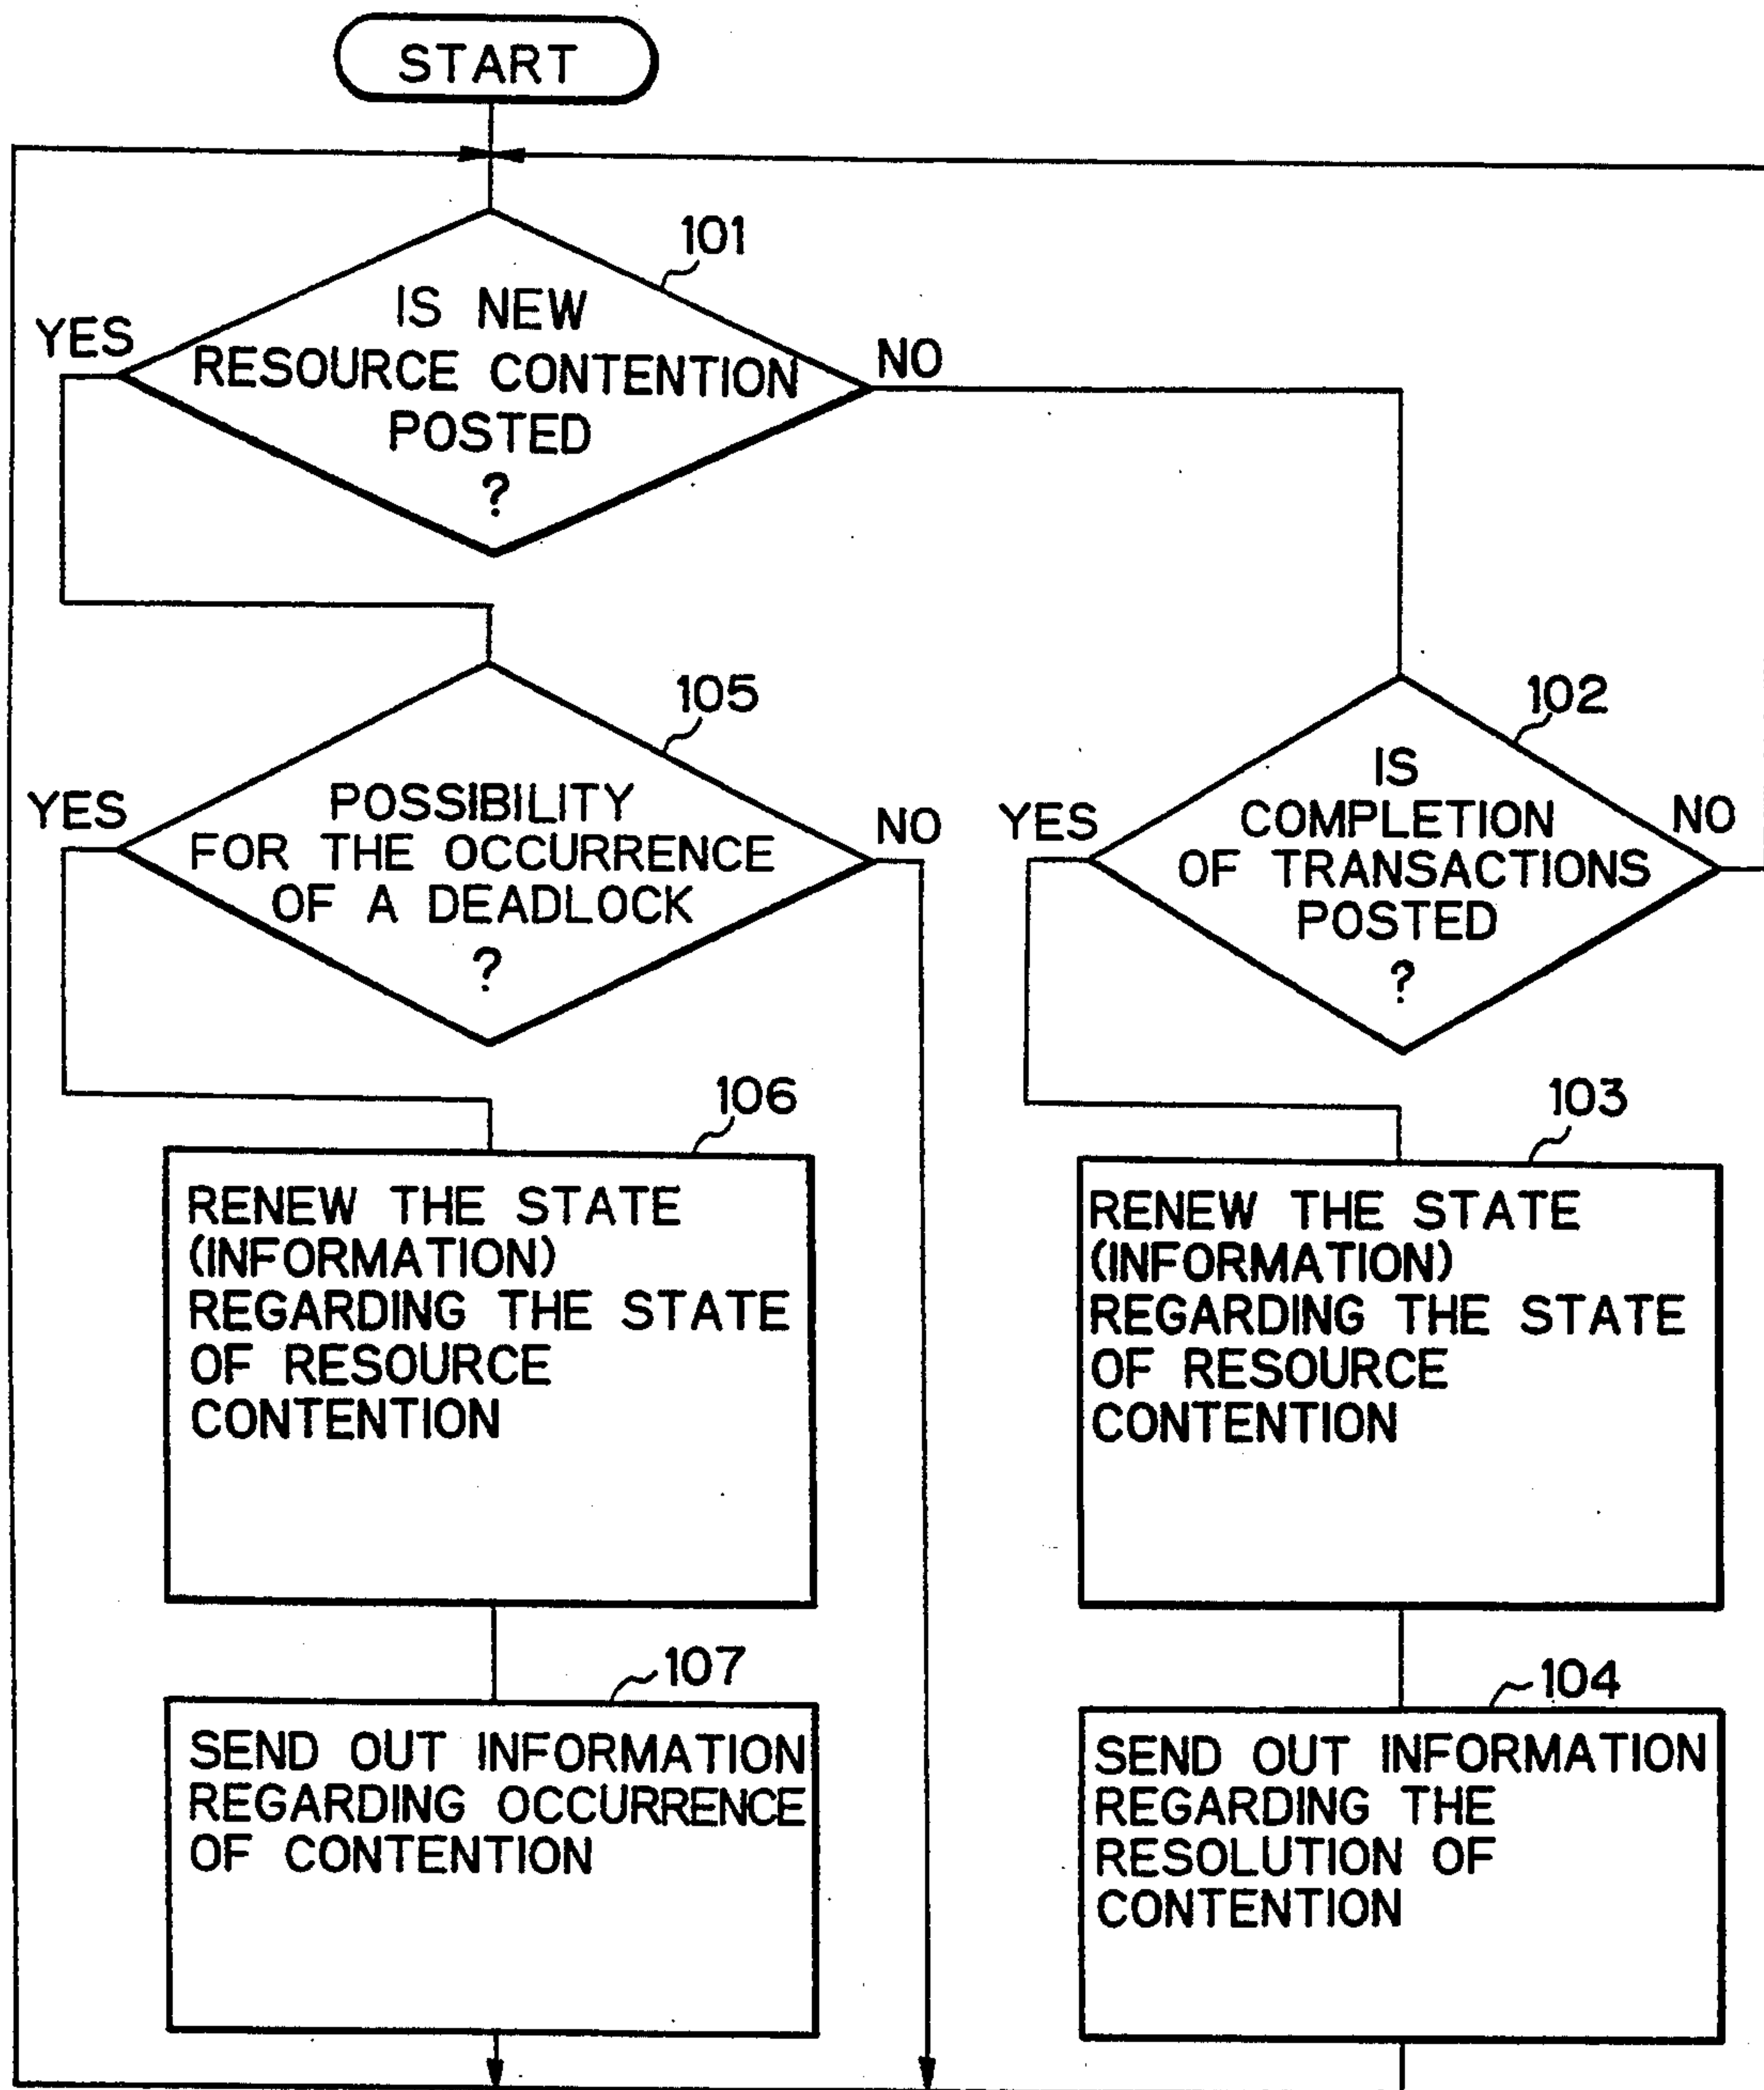 START
101
IS NEW
RESOURCE CONTENTION
POSTED
?
YES
NO
105
POSSIBILITY
FOR THE OCCURRENCE
OF A DEADLOCK
?
YES
NO
102
IS
COMPLETION
OF TRANSACTIONS
POSTED
?
YES
NO
106
RENEW THE STATE
(INFORMATION)
REGARDING THE STATE
OF RESOURCE
CONTENTION
103
RENEW THE STATE
(INFORMATION)
REGARDING THE STATE
OF RESOURCE
CONTENTION
107
SEND OUT INFORMATION
REGARDING OCCURRENCE
OF CONTENTION
104
SEND OUT INFORMATION
REGARDING THE
RESOLUTION OF
CONTENTION